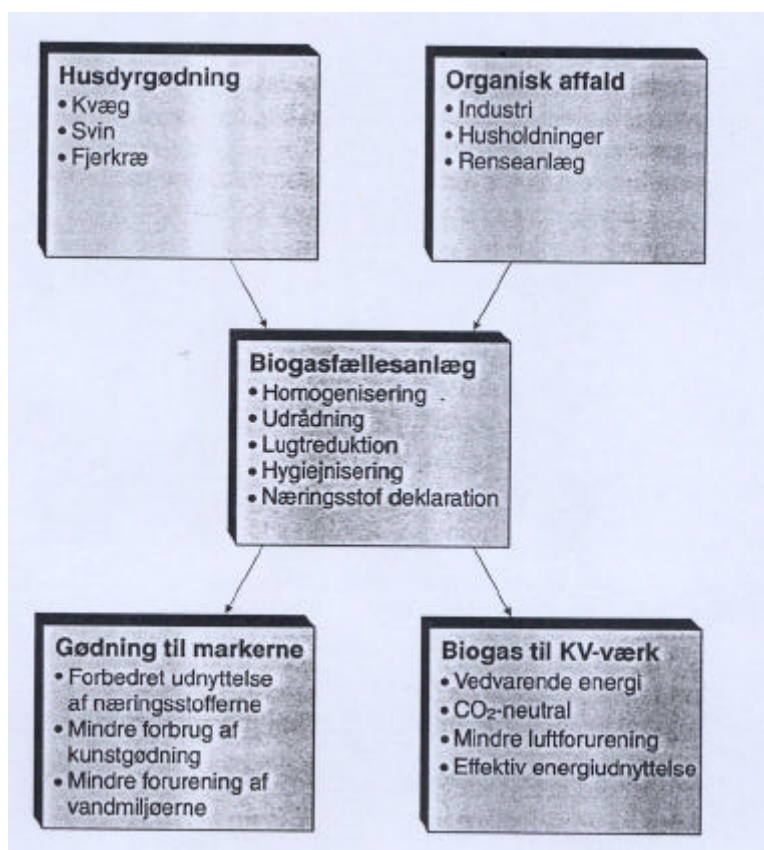 Husdyrgødning
• Kvæg
• Svin
• Fjerkræ
Organisk affald
• Industri
• Husholdninger
• Renseanlæg
Biogasfællesanlæg
• Homogenisering
• Udrådning
• Lugtreduktion
• Hygiejnisering
• Næringsstof deklaration
Gødning til markerne
• Forbedret udnyttelse
af næringsstofferne
• Mindre forbrug af
kunstgødning
• Mindre forurening af
vandmiljøerne
Biogas til KV-værk
• Vedvarende energi
• CO₂-neutral
• Mindre luftforurening
• Effektiv energiudnyttelse